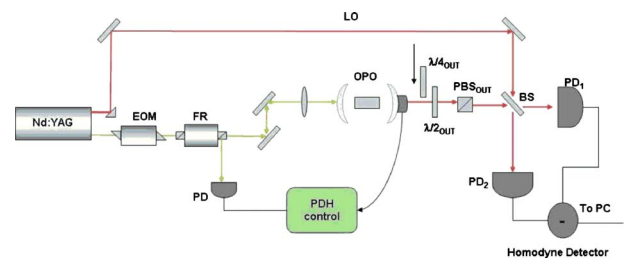 LO
λ/4OUT
OPO
PBSOUT
BS
PD1
Nd:YAG
EOM
FR
λ/2OUT
PD2
PD
PDH
control
To PC
-
Homodyne Detector